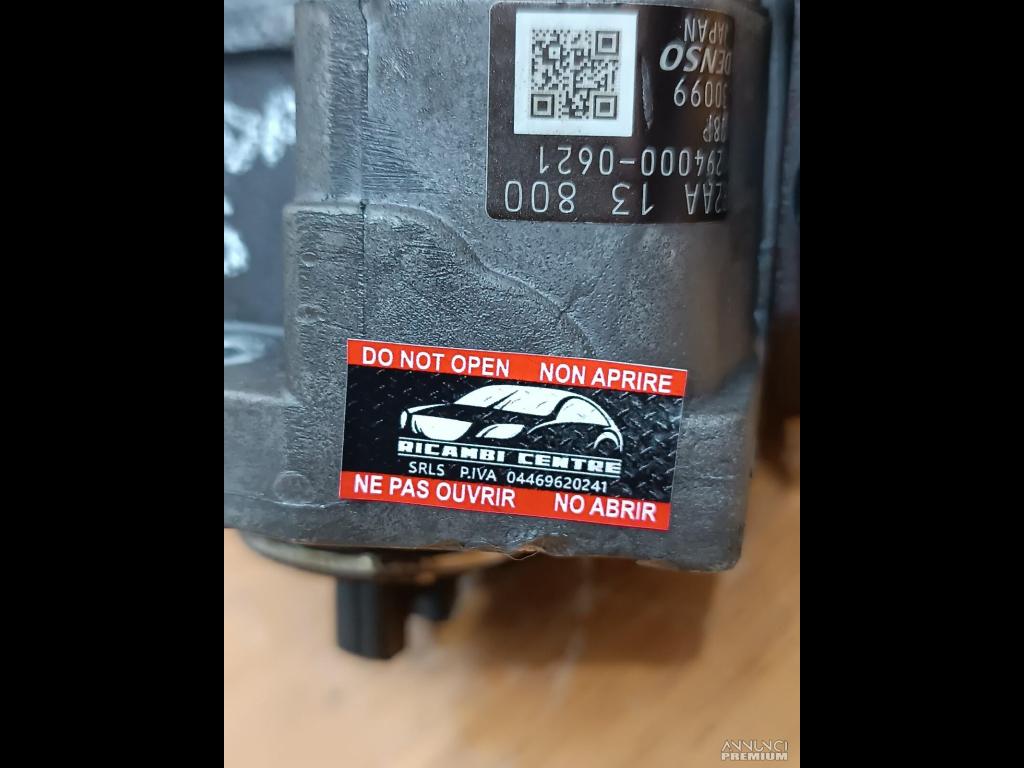 JAPAN
DENSO
30099
294000-0621
2AA 13 800
DO NOT OPEN NON APRIRE
RICAMBI CENTRE
SRLS P.IVA 04469620241
NE PAS OUVRIR NO ABRIR
ANNUNCI
PREMIUM